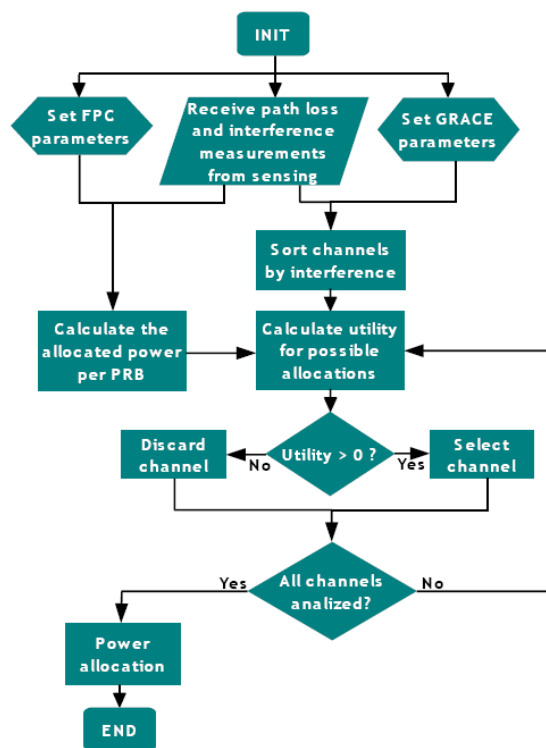 INIT
Set FPC
parameters
Receive path loss
and interference
measurements
from sensing
Set GRACE
parameters
Sort channels
by interference
Calculate the
allocated power
per PRB
Calculate utility
for possible
allocations
Discard
channel
No
Utility > 0 ?
Yes
Select
channel
Yes
All channels
analized?
No
Power
allocation
END